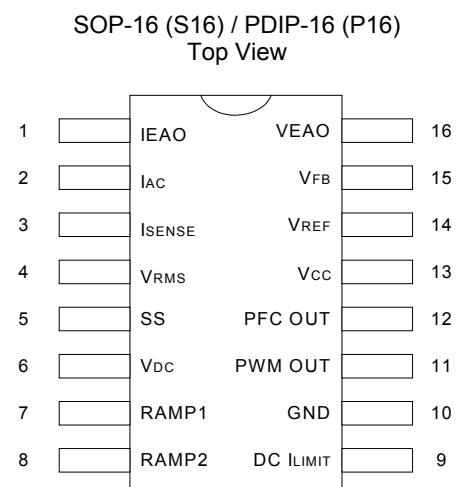 SOP-16 (S16) / PDIP-16 (P16)
Top View
1 IEAO VEAO 16
2 IAC VFB 15
3 ISENSE VREF 14
4 VRMS VCC 13
5 SS PFC OUT 12
6 VDC PWM OUT 11
7 RAMP1 GND 10
8 RAMP2 DC ILIMIT 9